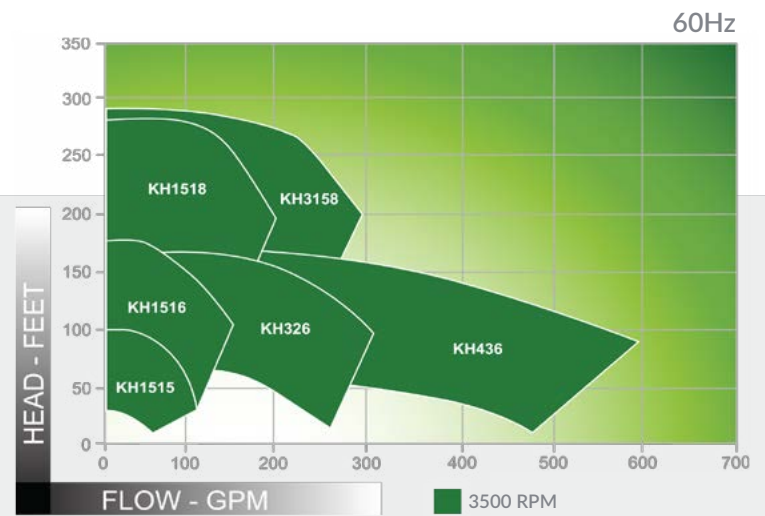 60Hz
350
300
250
200
150
100
50
0
HEAD - FEET
KH1518
KH3158
KH1516
KH326
KH436
KH1515
0 100 200 300 400 500 600 700
FLOW - GPM
3500 RPM